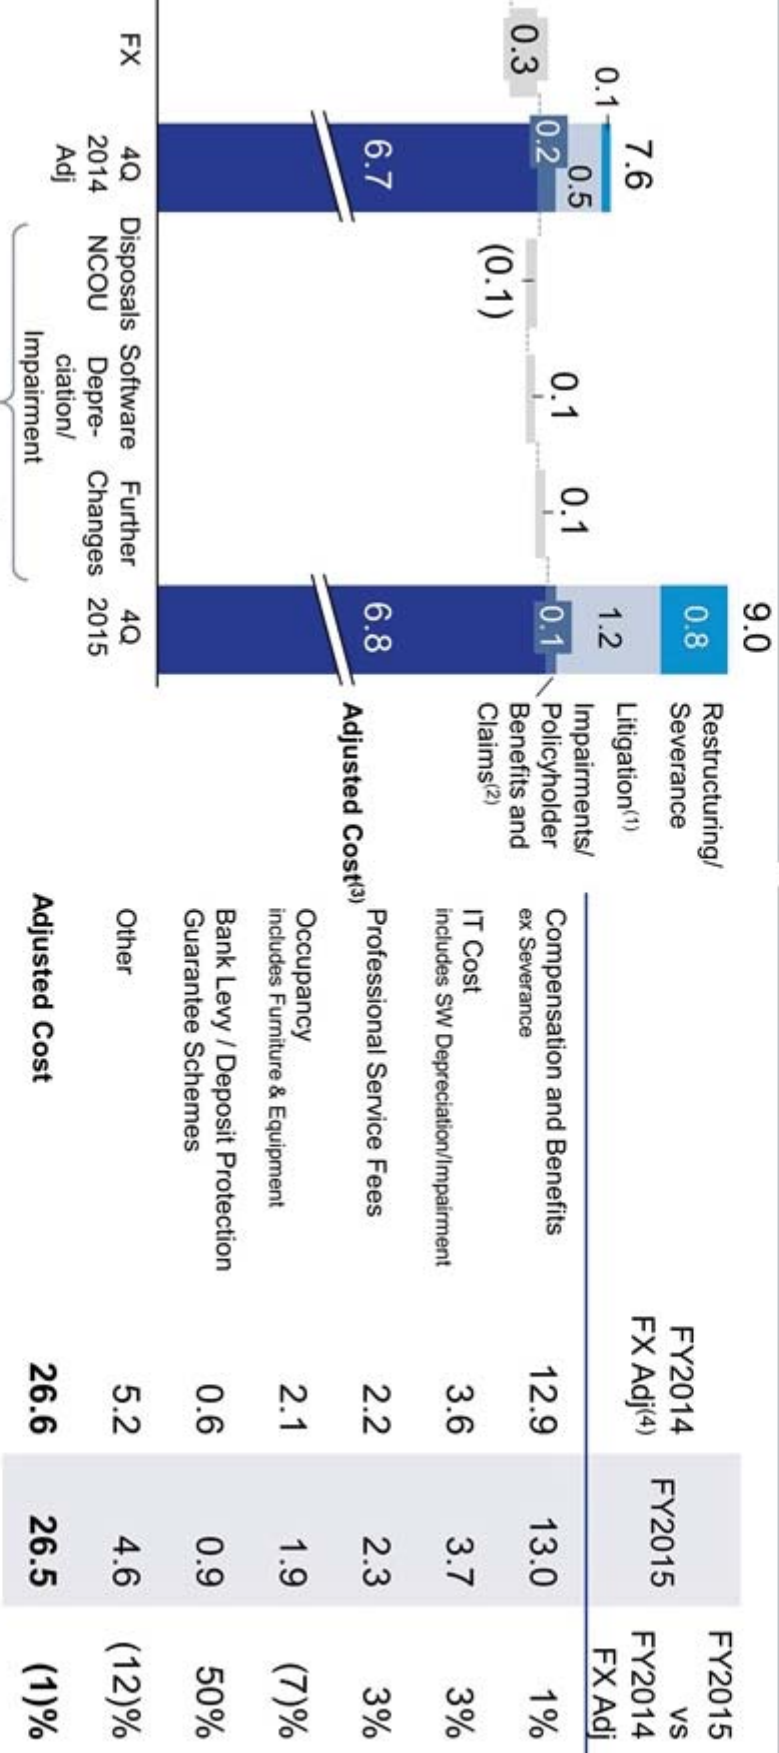 7.6
0.1
0.5
0.2
6.7
0.3
(0.1)
0.1
0.1
9.0
0.8
1.2
0.1
6.8
Restructuring/
Severance
Litigation(1)
Impairments/
Policyholder
Benefits and
Claims(2)
Adjusted Cost(3)
FX
4Q
2014
Adj
Disposals
NCOU
Software
Depre-
ciation/
Impairment
Further
Changes
4Q
2015
FY2014
FX Adj(4)
FY2015
FY2015
vs
FY2014
FX Adj
Compensation and Benefits 12.9 13.0 1%
ex Severance
IT Cost 3.6 3.7 3%
includes SW Depreciation/Impairment
Professional Service Fees 2.2 2.3 3%
Occupancy 2.1 1.9 (7)%
includes Furniture & Equipment
Bank Levy / Deposit Protection 0.6 0.9 50%
Guarantee Schemes
Other 5.2 4.6 (12)%
Adjusted Cost 26.6 26.5 (1)%